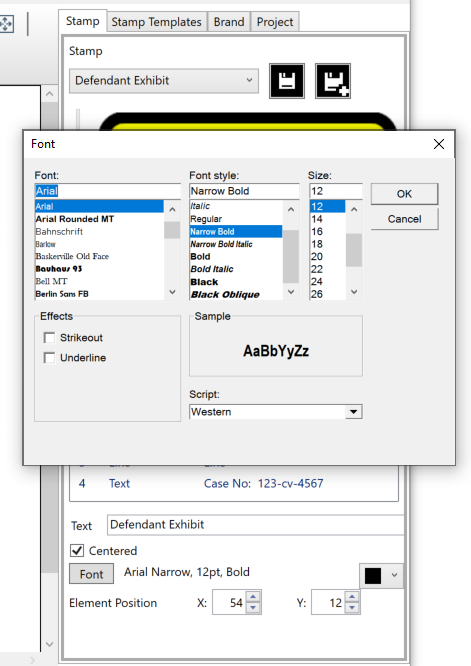 Stamp Stamp Templates Brand Project
Stamp
Defendant Exhibit
Font
Font: Font style: Size:
Arial Narrow Bold 12 OK
Arial Italic 12 Cancel
Arial Rounded MT Regular 14
Bahnschrift Narrow Bold 16
Barlow Narrow Bold Italic 18
Baskerville Old Face Bold 20
Bauhaus 93 Bold Italic 22
Bell MT Black 24
Berlin Sans FB Black Oblique 26
Effects Sample
Strikeout
Underline AaBbYyZz
Script:
Western
4 Text Case No: 123-cv-4567
Text Defendant Exhibit
Centered
Font Arial Narrow, 12pt, Bold
Element Position X: 54 Y: 12